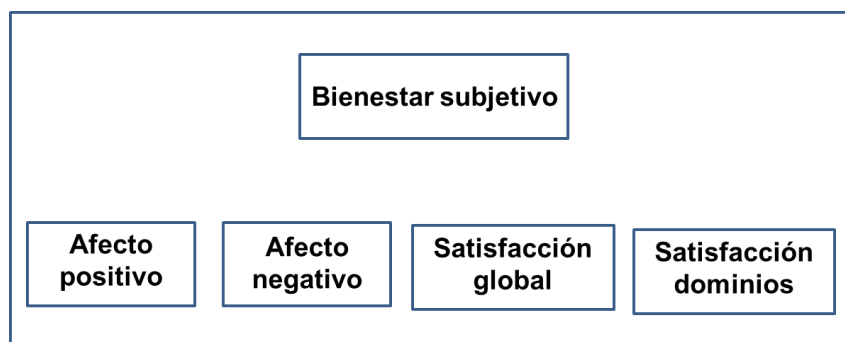 Bienestar subjetivo
Afecto
positivo
Afecto
negativo
Satisfacción
global
Satisfacción
dominios